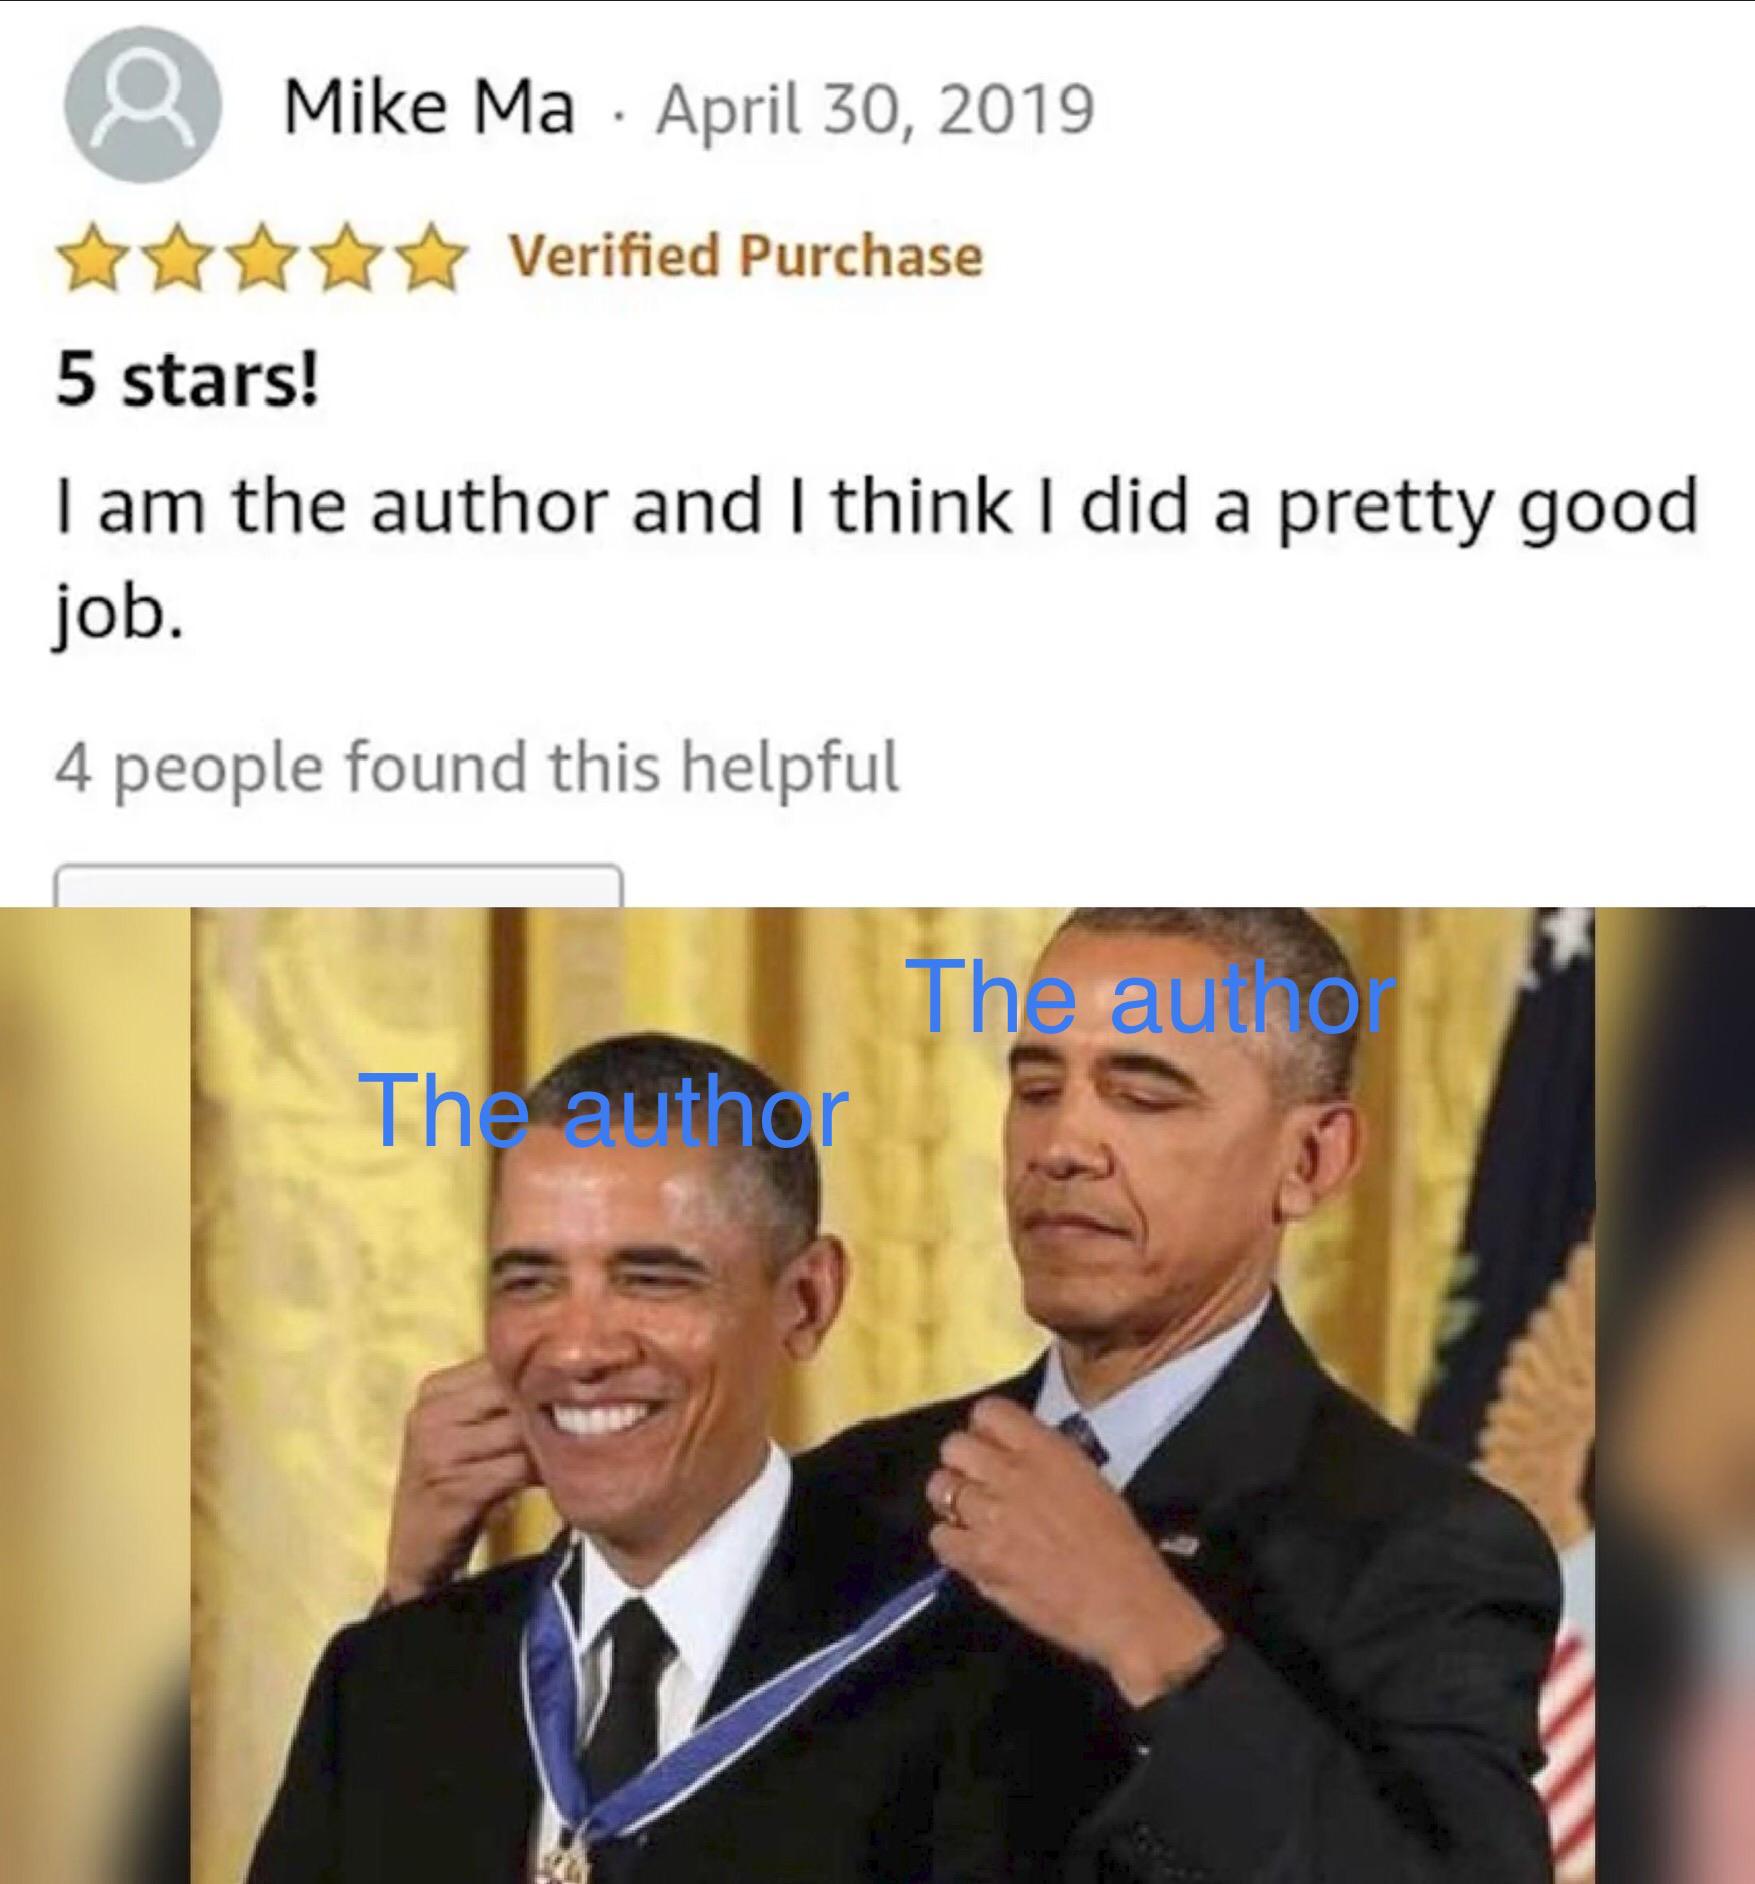 Mike Ma · April 30, 2019
Verified Purchase
5 stars!
I am the author and I think I did a pretty good
job.
4 people found this helpful
The author
The author